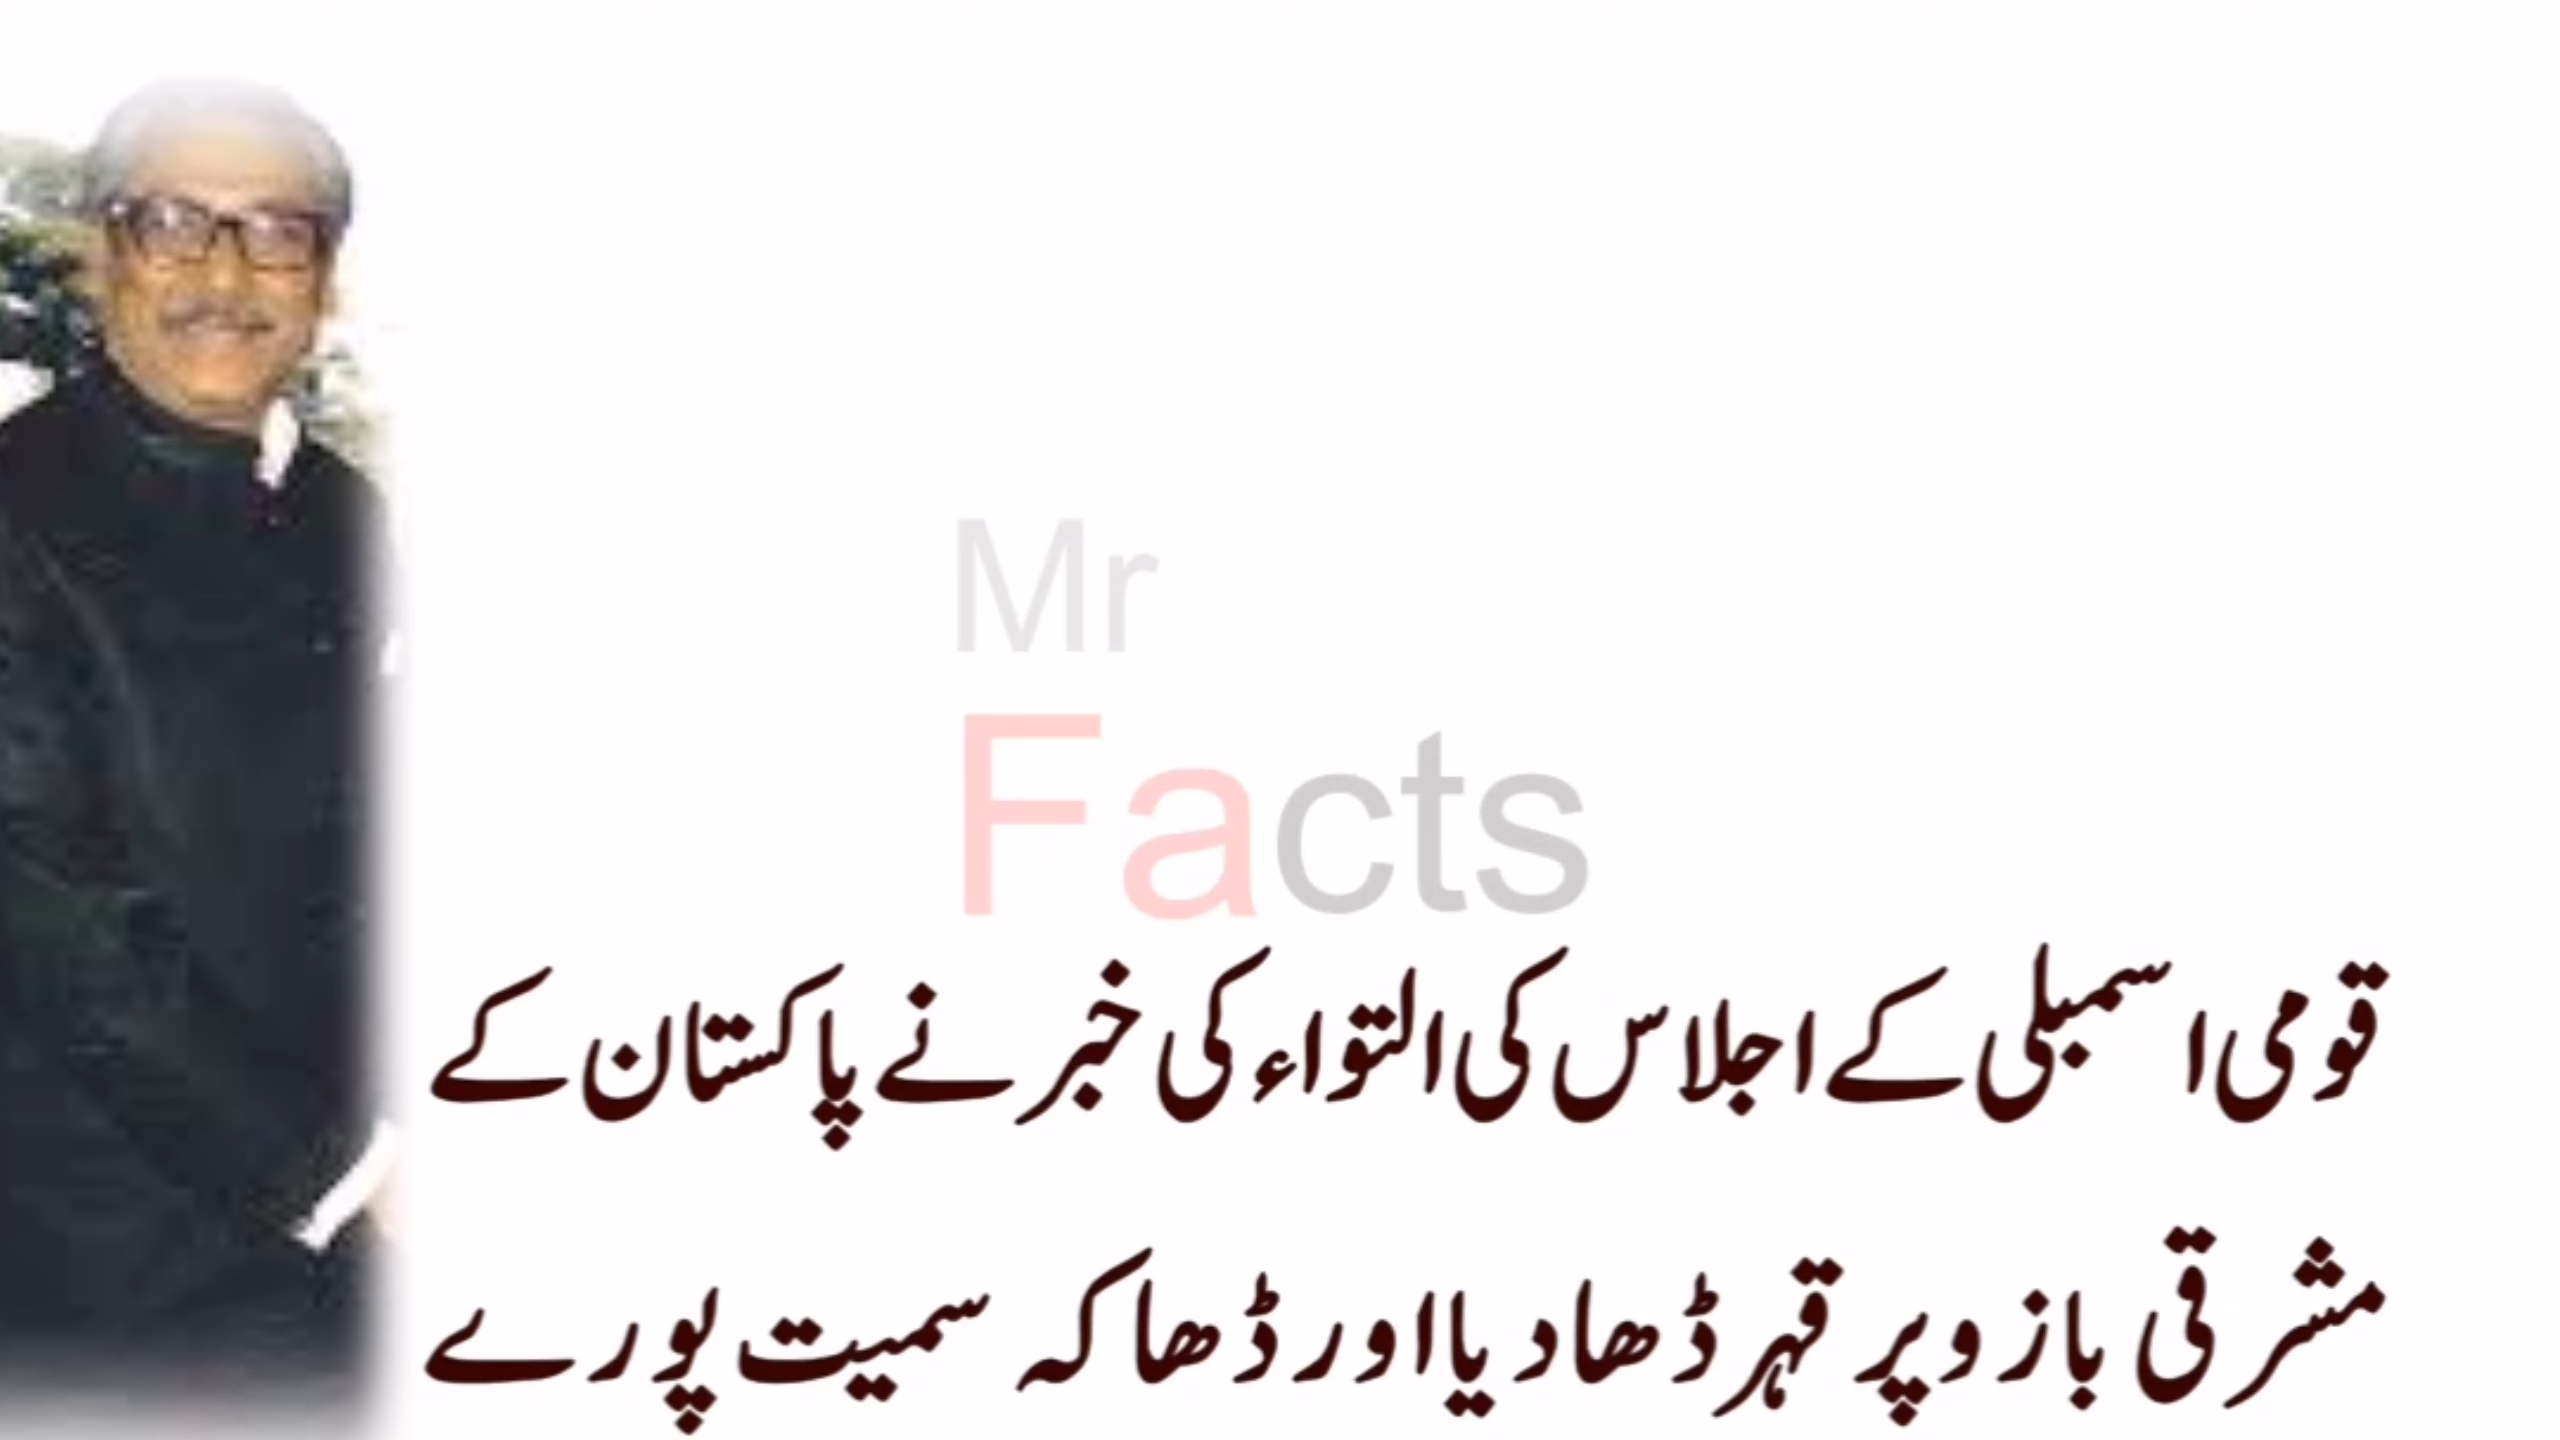 Mr
Facts
قومی اسمبلی کے اجلاس کی التواء کی خبر نے پاکستان کے
مشرقی بازو پر قہر ڈھا دیا اور ڈھاکہ سمیت پورے